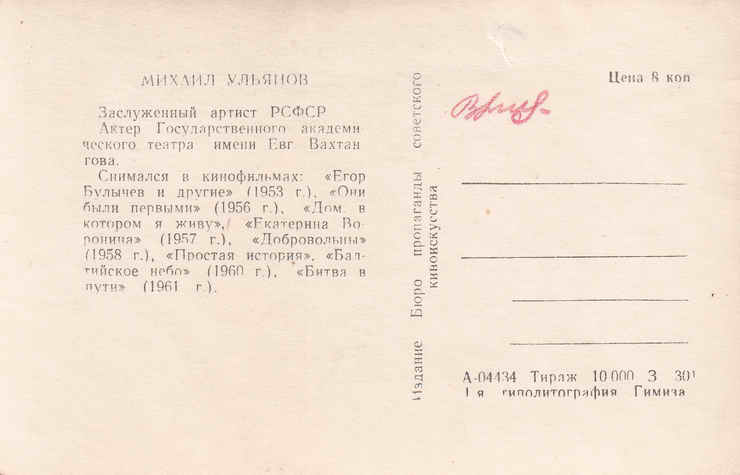 МИХАИЛ УЛЬЯНОВ
Заслуженный артист РСФСР
Актер Государственного академи
ческого театра имени Евг. Вахтан
гова.
Снимался в кинофильмах: «Егор
Булычев и другие» (1953 г.), «Они
были первыми» (1956 г.), «Дом, в
котором я живу», «Екатерина Во-
ронина» (1957 г.), «Добровольцы»
(1958 г.), «Простая история», «Бал-
тийское небо» (1960 г.), «Битва в
пути» (1961 г.).
Издание Бюро пропаганды советского
киноискусства
Цена 8 коп
А-04434 Тираж 10 000 З 301
1-я типолитография Гимиза